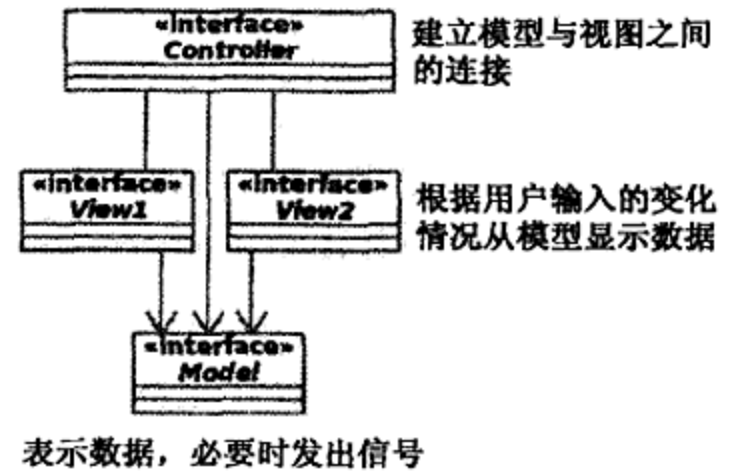 «interface»
Controller
建立模型与视图之间
的连接
«interface»
View1
«interface»
View2
根据用户输入的变化
情况从模型显示数据
«interface»
Model
表示数据，必要时发出信号